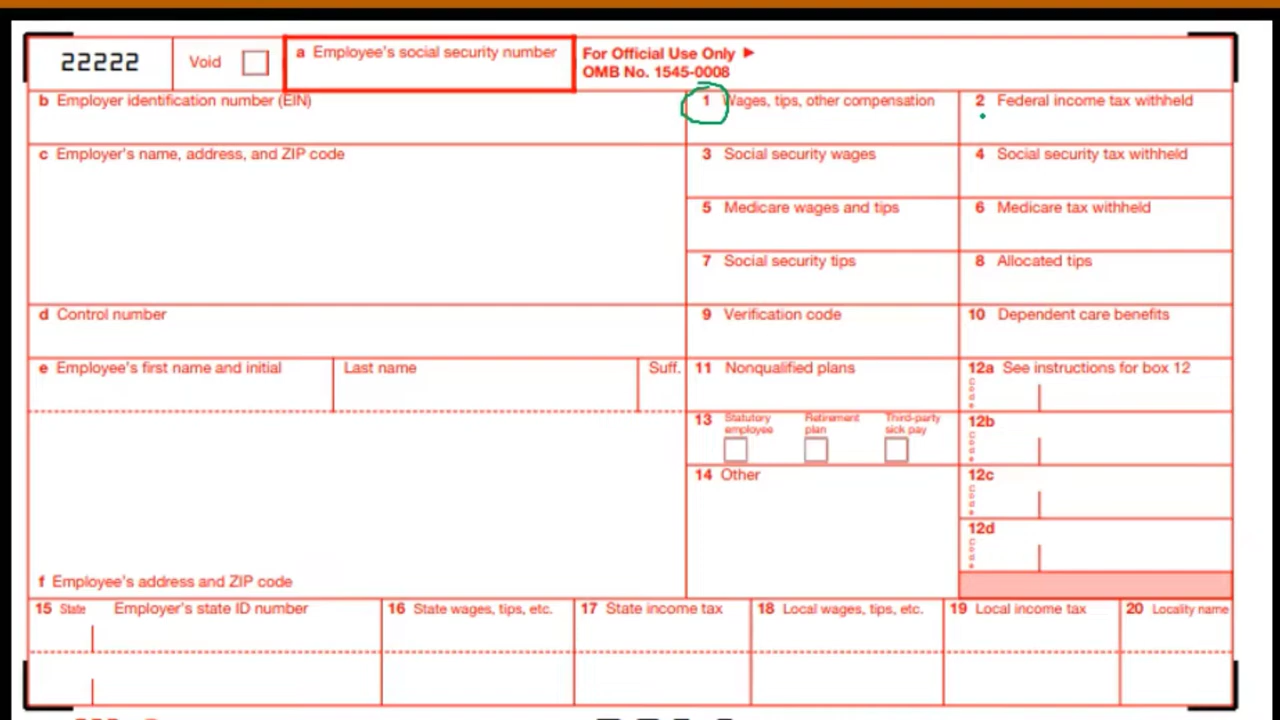 22222 Void a Employee's social security number For Official Use Only ►
OMB No. 1545-0008
b Employer identification number (EIN) 1 Wages, tips, other compensation 2 Federal income tax withheld
c Employer's name, address, and ZIP code 3 Social security wages 4 Social security tax withheld
5 Medicare wages and tips 6 Medicare tax withheld
7 Social security tips 8 Allocated tips
d Control number 9 Verification code 10 Dependent care benefits
e Employee's first name and initial Last name Suff. 11 Nonqualified plans 12a See instructions for box 12
Code
13 Statutory employee Retirement plan Third-party sick pay 12b
Code
14 Other 12c
Code
12d
Code
f Employee's address and ZIP code
15 State Employer's state ID number 16 State wages, tips, etc. 17 State income tax 18 Local wages, tips, etc. 19 Local income tax 20 Locality name